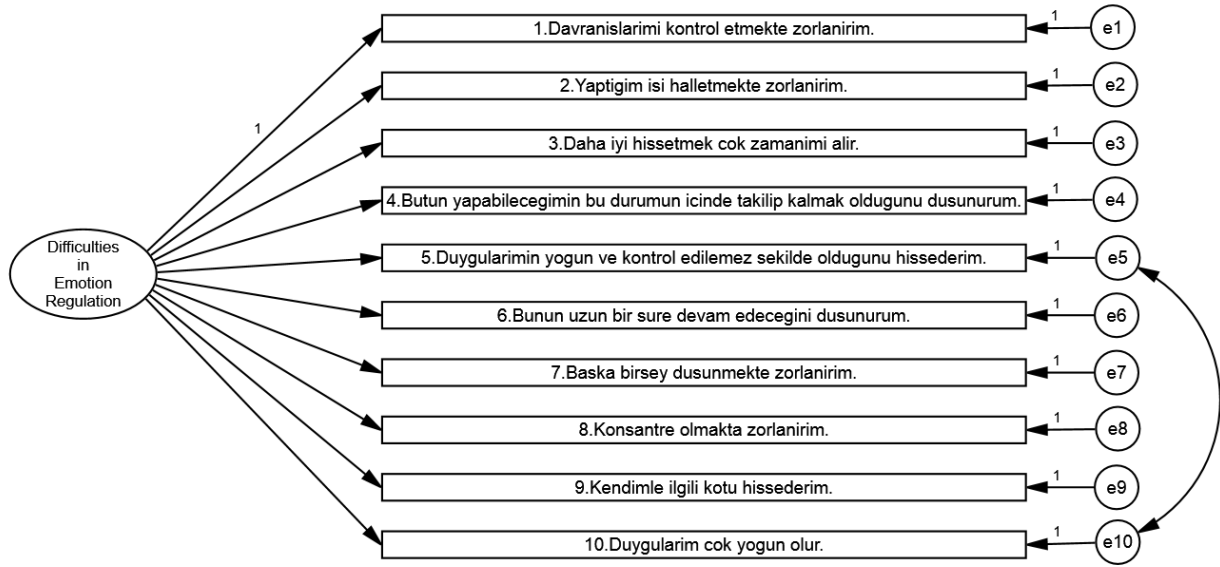 1.Davranislarimi kontrol etmekte zorlanirim.
1
e1
2.Yaptigim isi halletmekte zorlanirim.
1
e2
1
3.Daha iyi hissetmek cok zamanimi alir.
1
e3
4.Butun yapabilecegimin bu durumun icinde takilip kalmak oldugunu dusunurum.
1
e4
Difficulties
in
Emotion
Regulation
5.Duygularimin yogun ve kontrol edilemez sekilde oldugunu hissederim.
1
e5
6.Bunun uzun bir sure devam edecegini dusunurum.
1
e6
7.Baska birsey dusunmekte zorlanirim.
1
e7
8.Konsantre olmakta zorlanirim.
1
e8
9.Kendimle ilgili kotu hissederim.
1
e9
10.Duygularim cok yogun olur.
1
e10